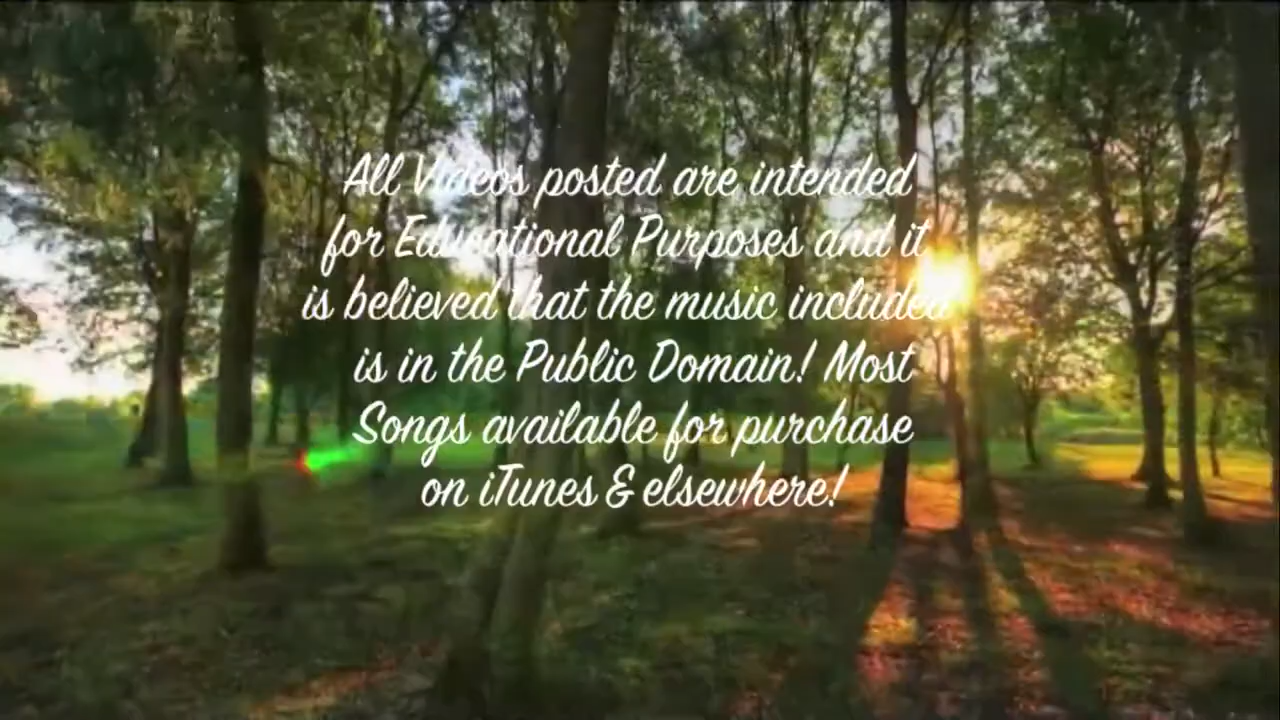 All Videos posted are intended
for Educational Purposes and it
is believed that the music included
is in the Public Domain! Most
Songs available for purchase
on iTunes & elsewhere!